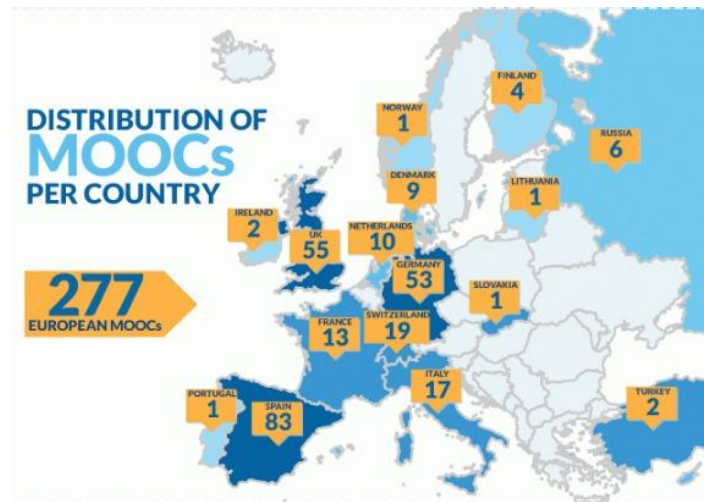 DISTRIBUTION OF
MOOCs
PER COUNTRY
277
EUROPEAN MOOCs
NORWAY
1
FINLAND
4
RUSSIA
6
DENMARK
9
LITHUANIA
1
IRELAND
2
UK
55
NETHERLANDS
10
GERMANY
53
SLOVAKIA
1
FRANCE
13
SWITZERLAND
19
ITALY
17
TURKEY
2
PORTUGAL
1
SPAIN
83